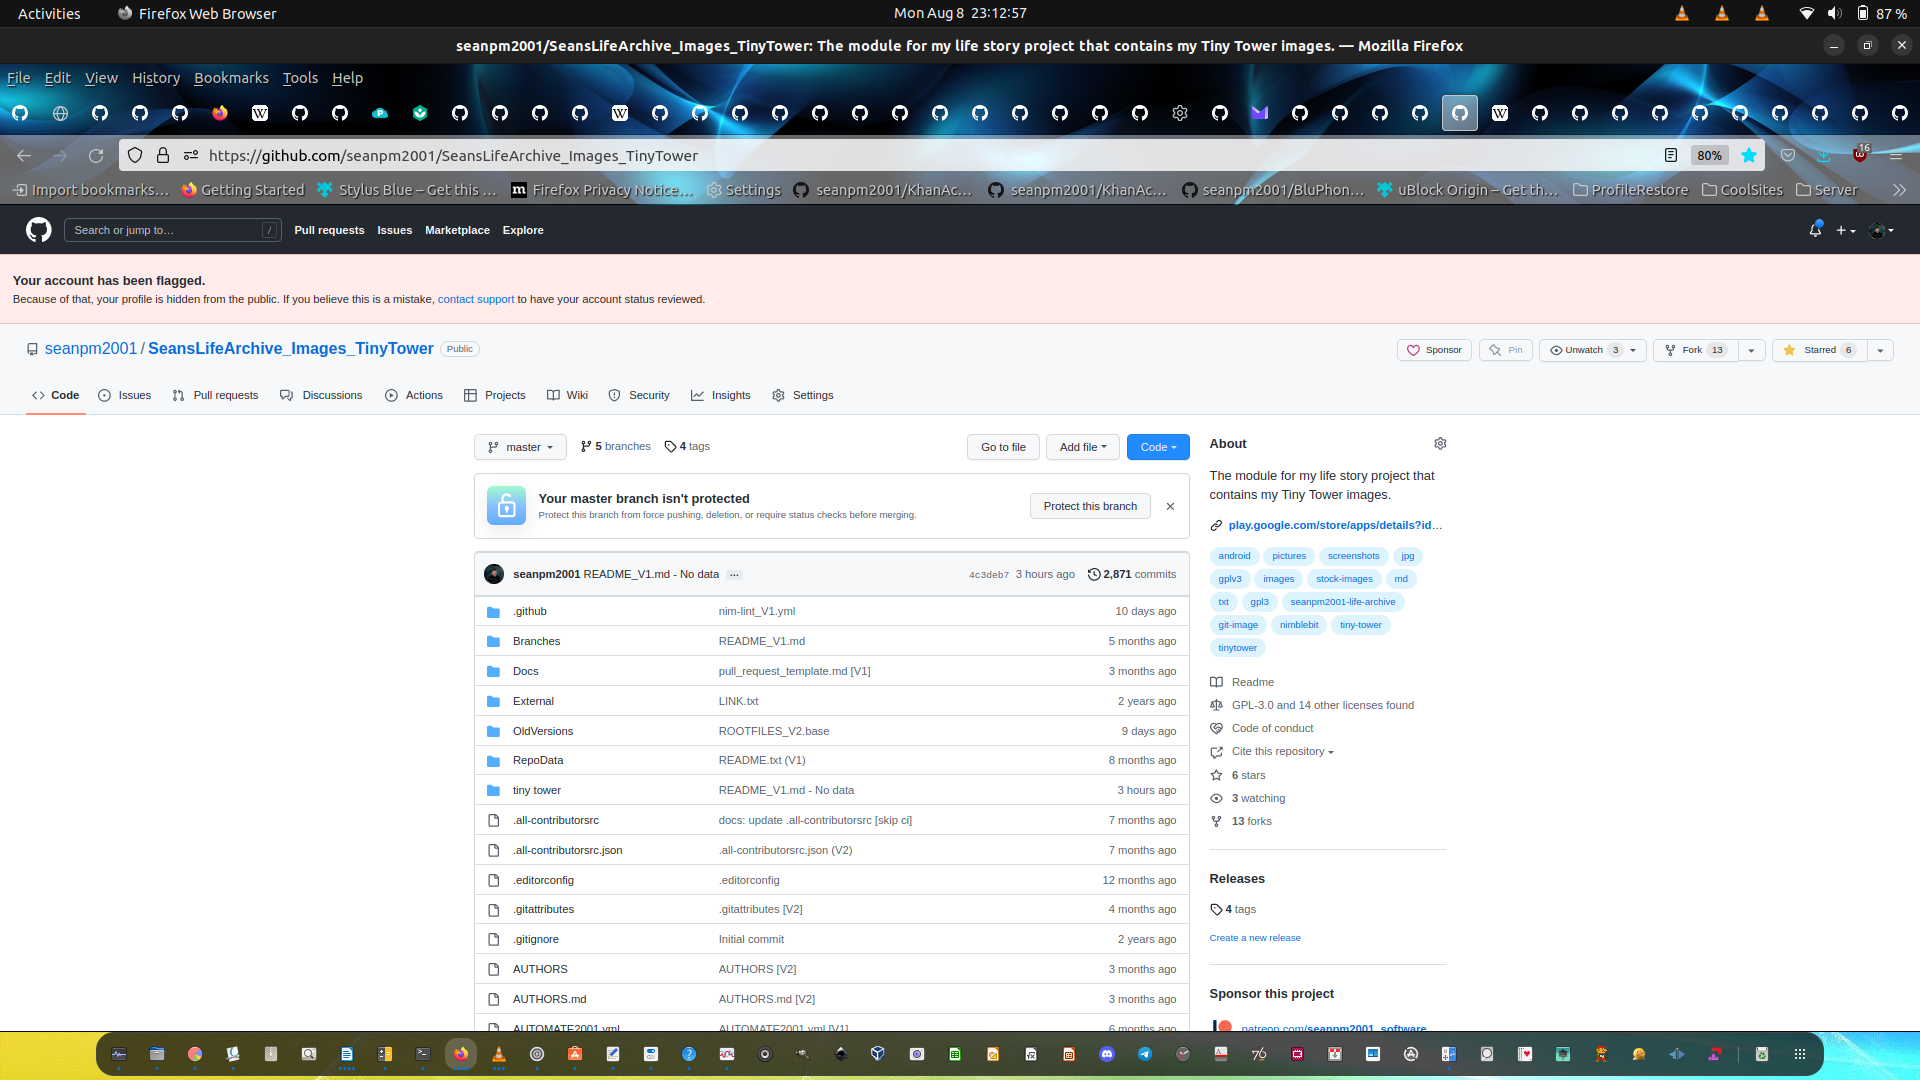 Activities
Firefox Web Browser
Mon Aug 8 23:12:57
87 %
seanpm2001/SeansLifeArchive_Images_TinyTower: The module for my life story project that contains my Tiny Tower images. — Mozilla Firefox
File Edit View History Bookmarks Tools Help
https://github.com/seanpm2001/SeansLifeArchive_Images_TinyTower
80%
16
Import bookmarks…
Getting Started
Stylus Blue – Get this …
Firefox Privacy Notice…
Settings
seanpm2001/KhanAc…
seanpm2001/KhanAc…
seanpm2001/BluPhon…
uBlock Origin – Get th…
ProfileRestore
CoolSites
Server
Search or jump to…
/
Pull requests
Issues
Marketplace
Explore
Your account has been flagged.
Because of that, your profile is hidden from the public. If you believe this is a mistake, contact support to have your account status reviewed.
seanpm2001 / SeansLifeArchive_Images_TinyTower Public
Sponsor
Pin
Unwatch 3
Fork 13
Starred 6
Code
Issues
Pull requests
Discussions
Actions
Projects
Wiki
Security
Insights
Settings
master
5 branches
4 tags
Go to file
Add file
Code
Your master branch isn't protected
Protect this branch from force pushing, deletion, or require status checks before merging.
Protect this branch
seanpm2001 README_V1.md - No data …
4c3deb7 3 hours ago
2,871 commits
.github nim-lint_V1.yml 10 days ago
Branches README_V1.md 5 months ago
Docs pull_request_template.md [V1] 3 months ago
External LINK.txt 2 years ago
OldVersions ROOTFILES_V2.base 9 days ago
RepoData README.txt (V1) 8 months ago
tiny tower README_V1.md - No data 3 hours ago
.all-contributorsrc docs: update .all-contributorsrc [skip ci] 7 months ago
.all-contributorsrc.json .all-contributorsrc.json (V2) 7 months ago
.editorconfig .editorconfig 12 months ago
.gitattributes .gitattributes [V2] 4 months ago
.gitignore Initial commit 2 years ago
AUTHORS AUTHORS [V2] 3 months ago
AUTHORS.md AUTHORS.md [V2] 3 months ago
AUTOMATE2001.yml AUTOMATE2001.yml [V1] 6 months ago
About
The module for my life story project that
contains my Tiny Tower images.
play.google.com/store/apps/details?id…
android pictures screenshots jpg
gplv3 images stock-images md
txt gpl3 seanpm2001-life-archive
git-image nimblebit tiny-tower
tinytower
Readme
GPL-3.0 and 14 other licenses found
Code of conduct
Cite this repository
6 stars
3 watching
13 forks
Releases
4 tags
Create a new release
Sponsor this project
patreon.com/seanpm2001_software